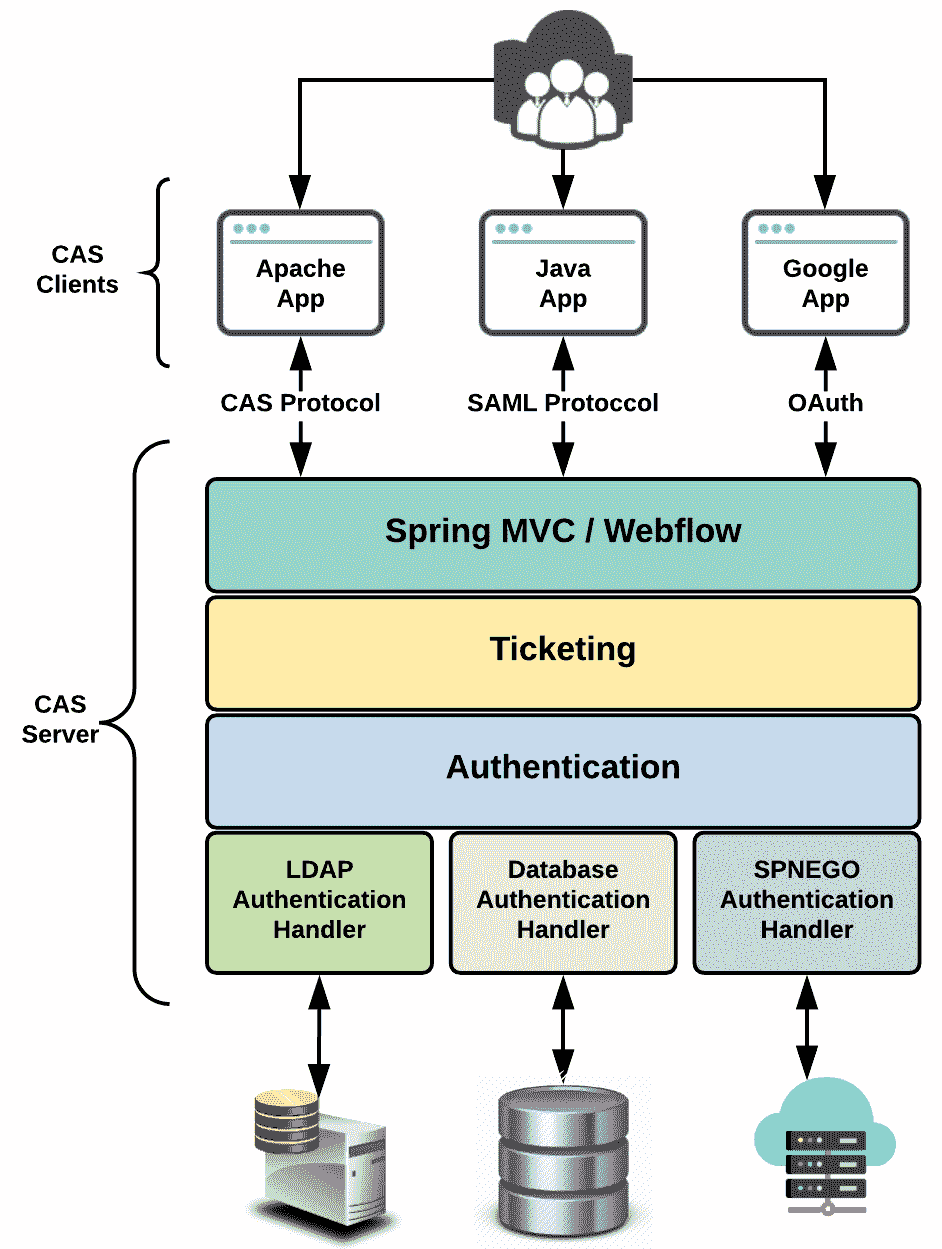 CAS
Clients
Apache
App
Java
App
Google
App
CAS Protocol
SAML Protoccol
OAuth
CAS
Server
Spring MVC / Webflow
Ticketing
Authentication
LDAP
Authentication
Handler
Database
Authentication
Handler
SPNEGO
Authentication
Handler